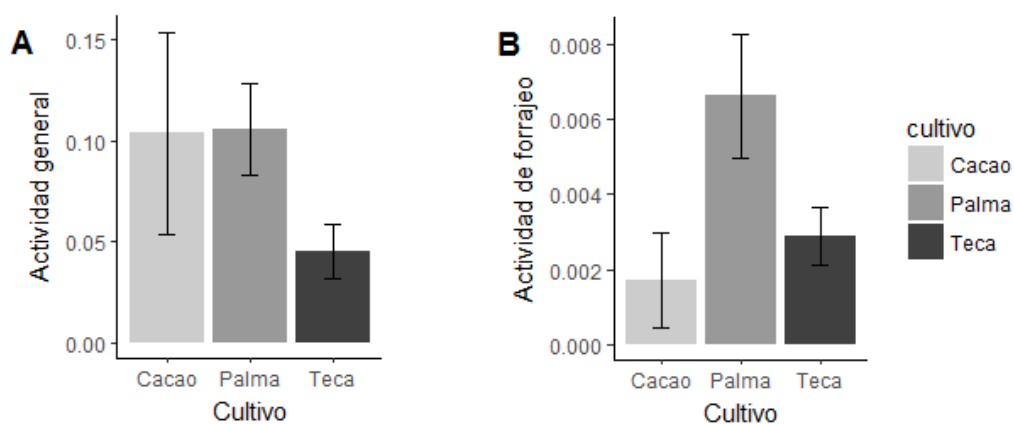 A
Actividad general
0.15
0.10
0.05
0.00
Cacao Palma Teca
Cultivo
B
Actividad de forrajeo
0.008
0.006
0.004
0.002
0.000
Cacao Palma Teca
Cultivo
cultivo
Cacao
Palma
Teca